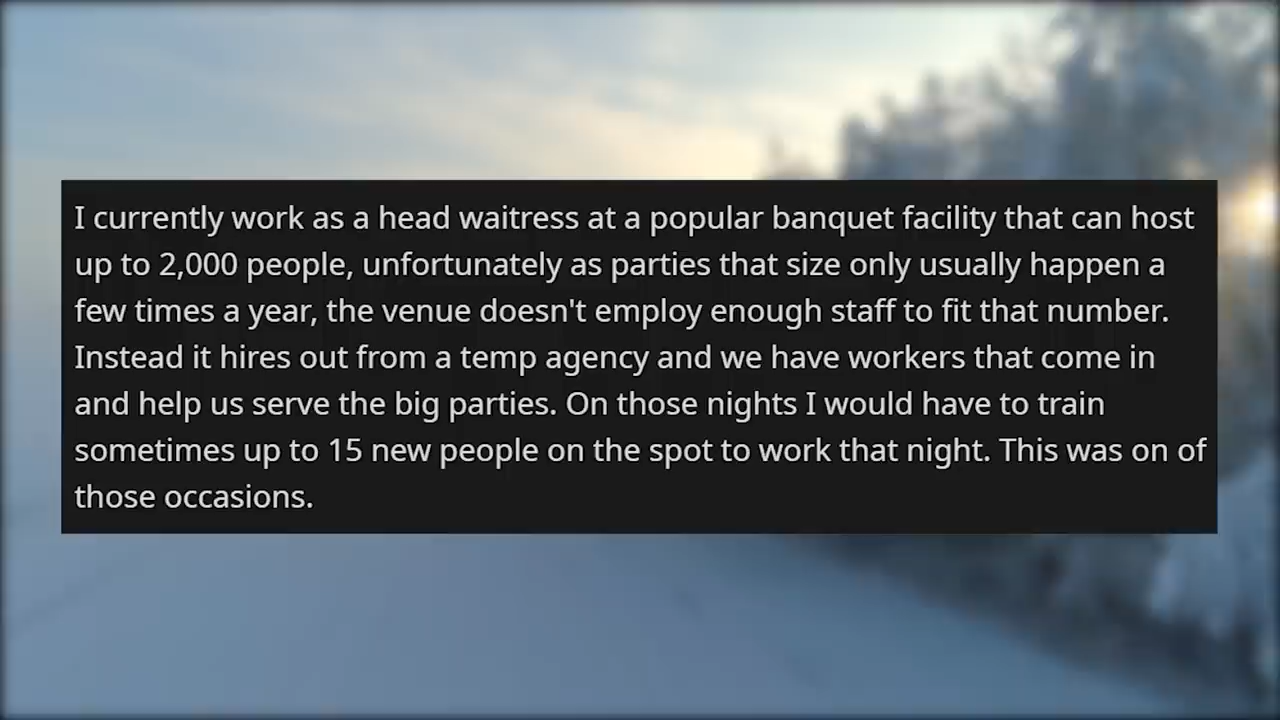 I currently work as a head waitress at a popular banquet facility that can host
up to 2,000 people, unfortunately as parties that size only usually happen a
few times a year, the venue doesn't employ enough staff to fit that number.
Instead it hires out from a temp agency and we have workers that come in
and help us serve the big parties. On those nights I would have to train
sometimes up to 15 new people on the spot to work that night. This was on of
those occasions.